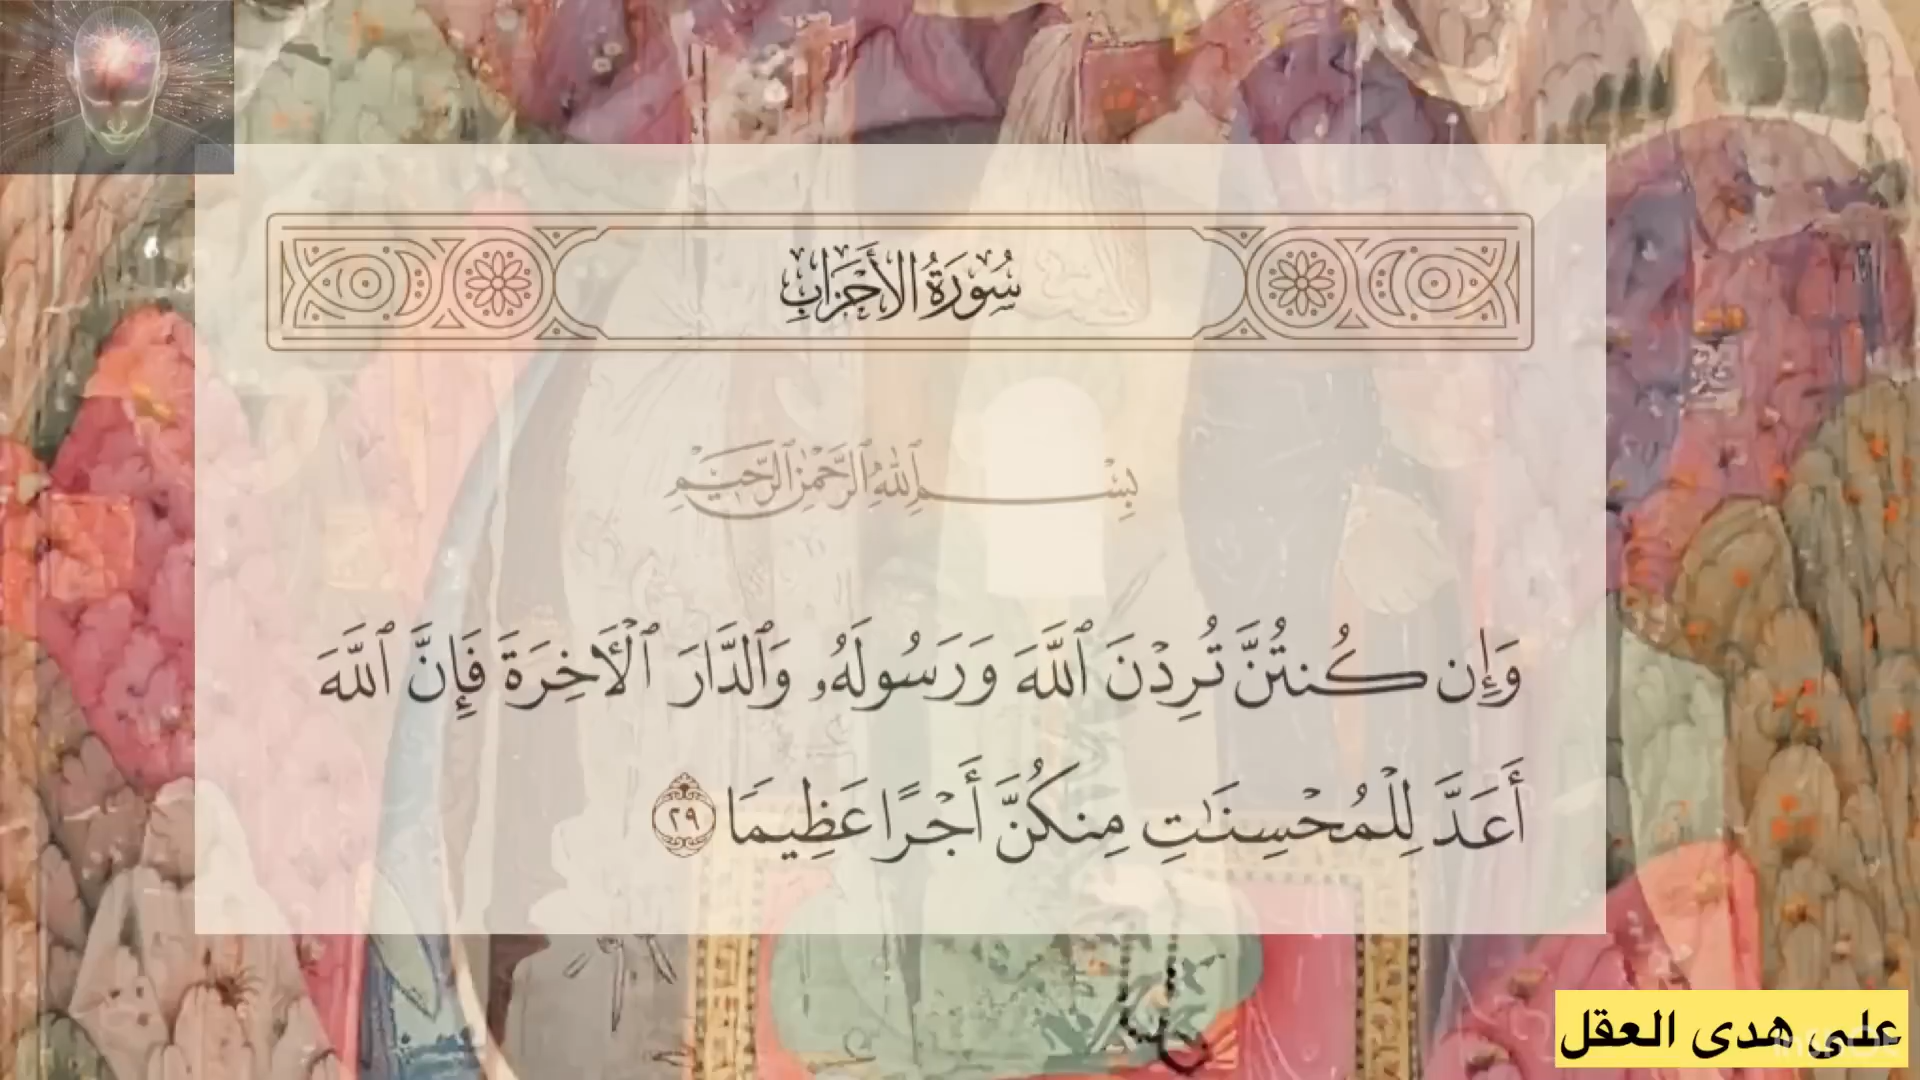 سُورَةُ الأَحْزَابِ
بِسْمِ ٱللَّهِ ٱلرَّحْمَٰنِ ٱلرَّحِيمِ
وَإِن كُنتُنَّ تُرِدْنَ ٱللَّهَ وَرَسُولَهُۥ وَٱلدَّارَ ٱلْءَاخِرَةَ فَإِنَّ ٱللَّهَ
أَعَدَّ لِلْمُحْسِنَٰتِ مِنكُنَّ أَجْرًا عَظِيمًا ٢٩
على هدى العقل